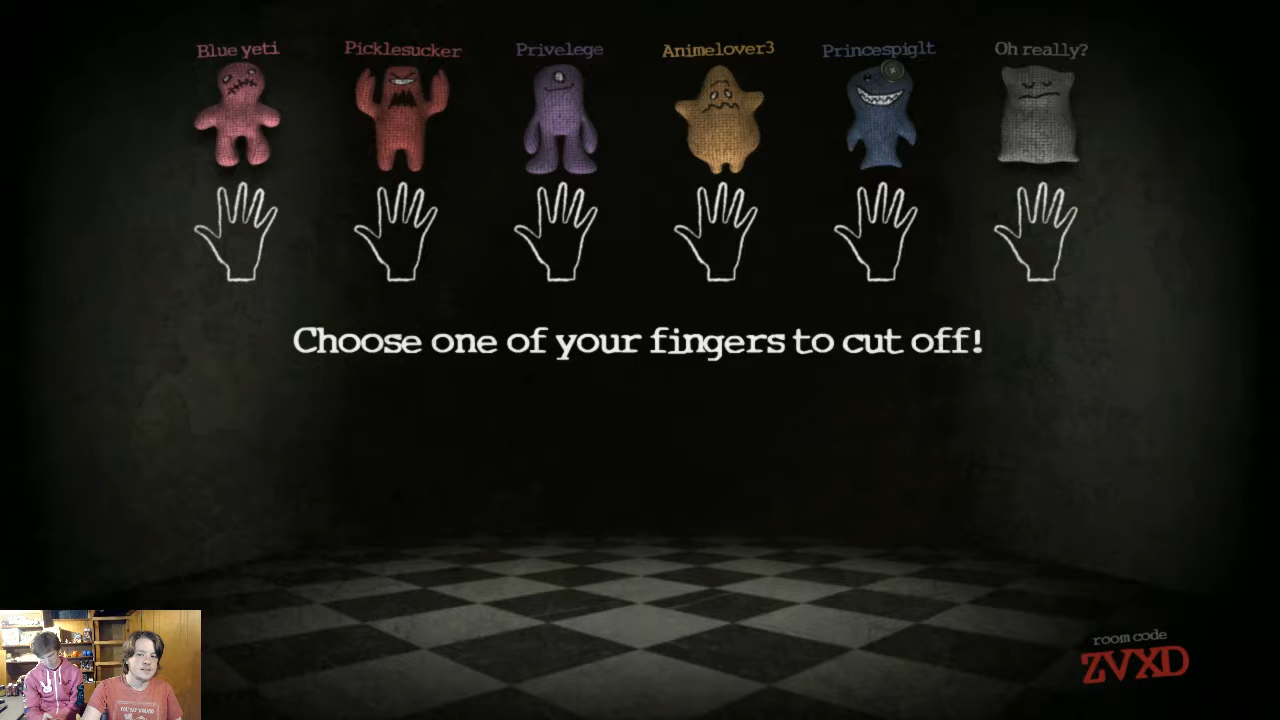 Blue yeti
Picklesucker
Privelege
Animelover3
Princespiglt
Oh really?
Choose one of your fingers to cut off!
room code
ZVXD